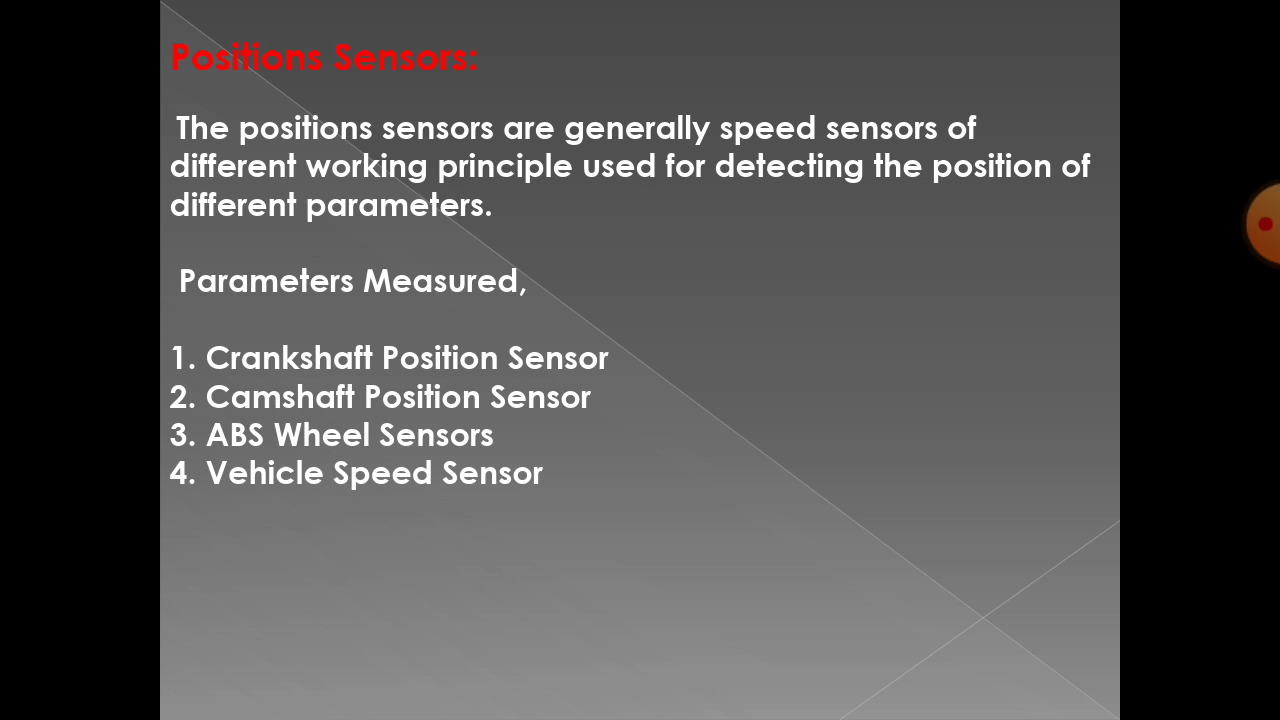 Positions Sensors:
The positions sensors are generally speed sensors of
different working principle used for detecting the position of
different parameters.
Parameters Measured,
1. Crankshaft Position Sensor
2. Camshaft Position Sensor
3. ABS Wheel Sensors
4. Vehicle Speed Sensor